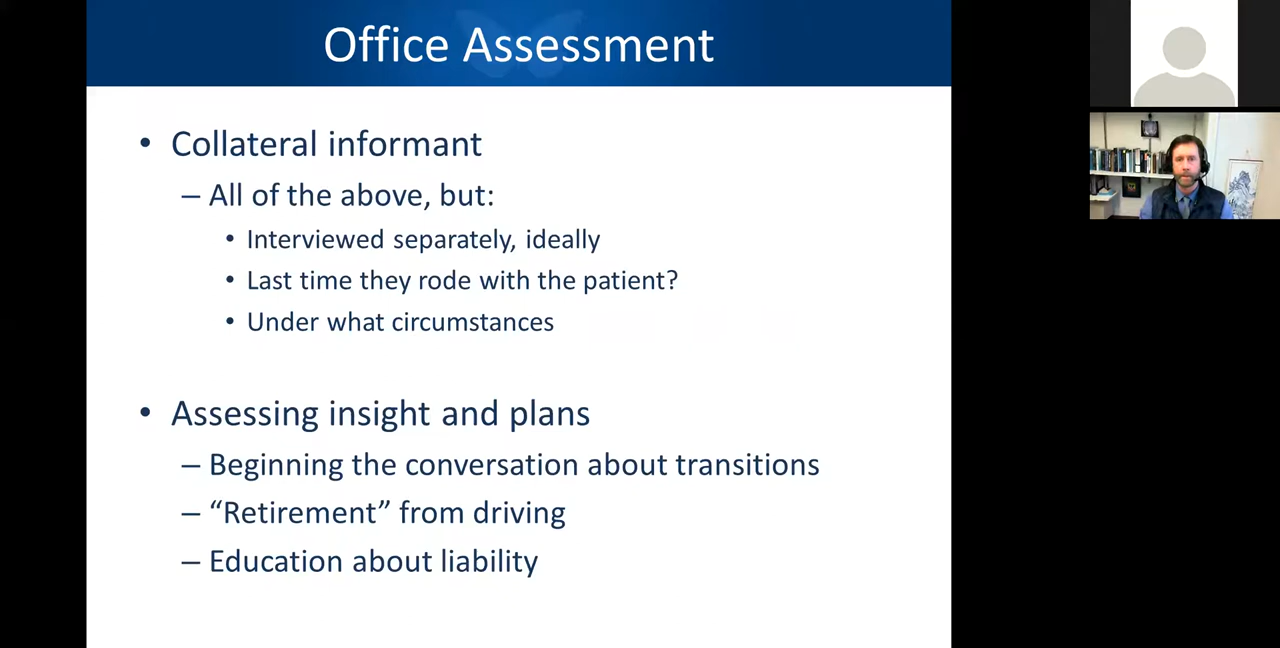 Office Assessment
• Collateral informant
– All of the above, but:
• Interviewed separately, ideally
• Last time they rode with the patient?
• Under what circumstances
• Assessing insight and plans
– Beginning the conversation about transitions
– “Retirement” from driving
– Education about liability